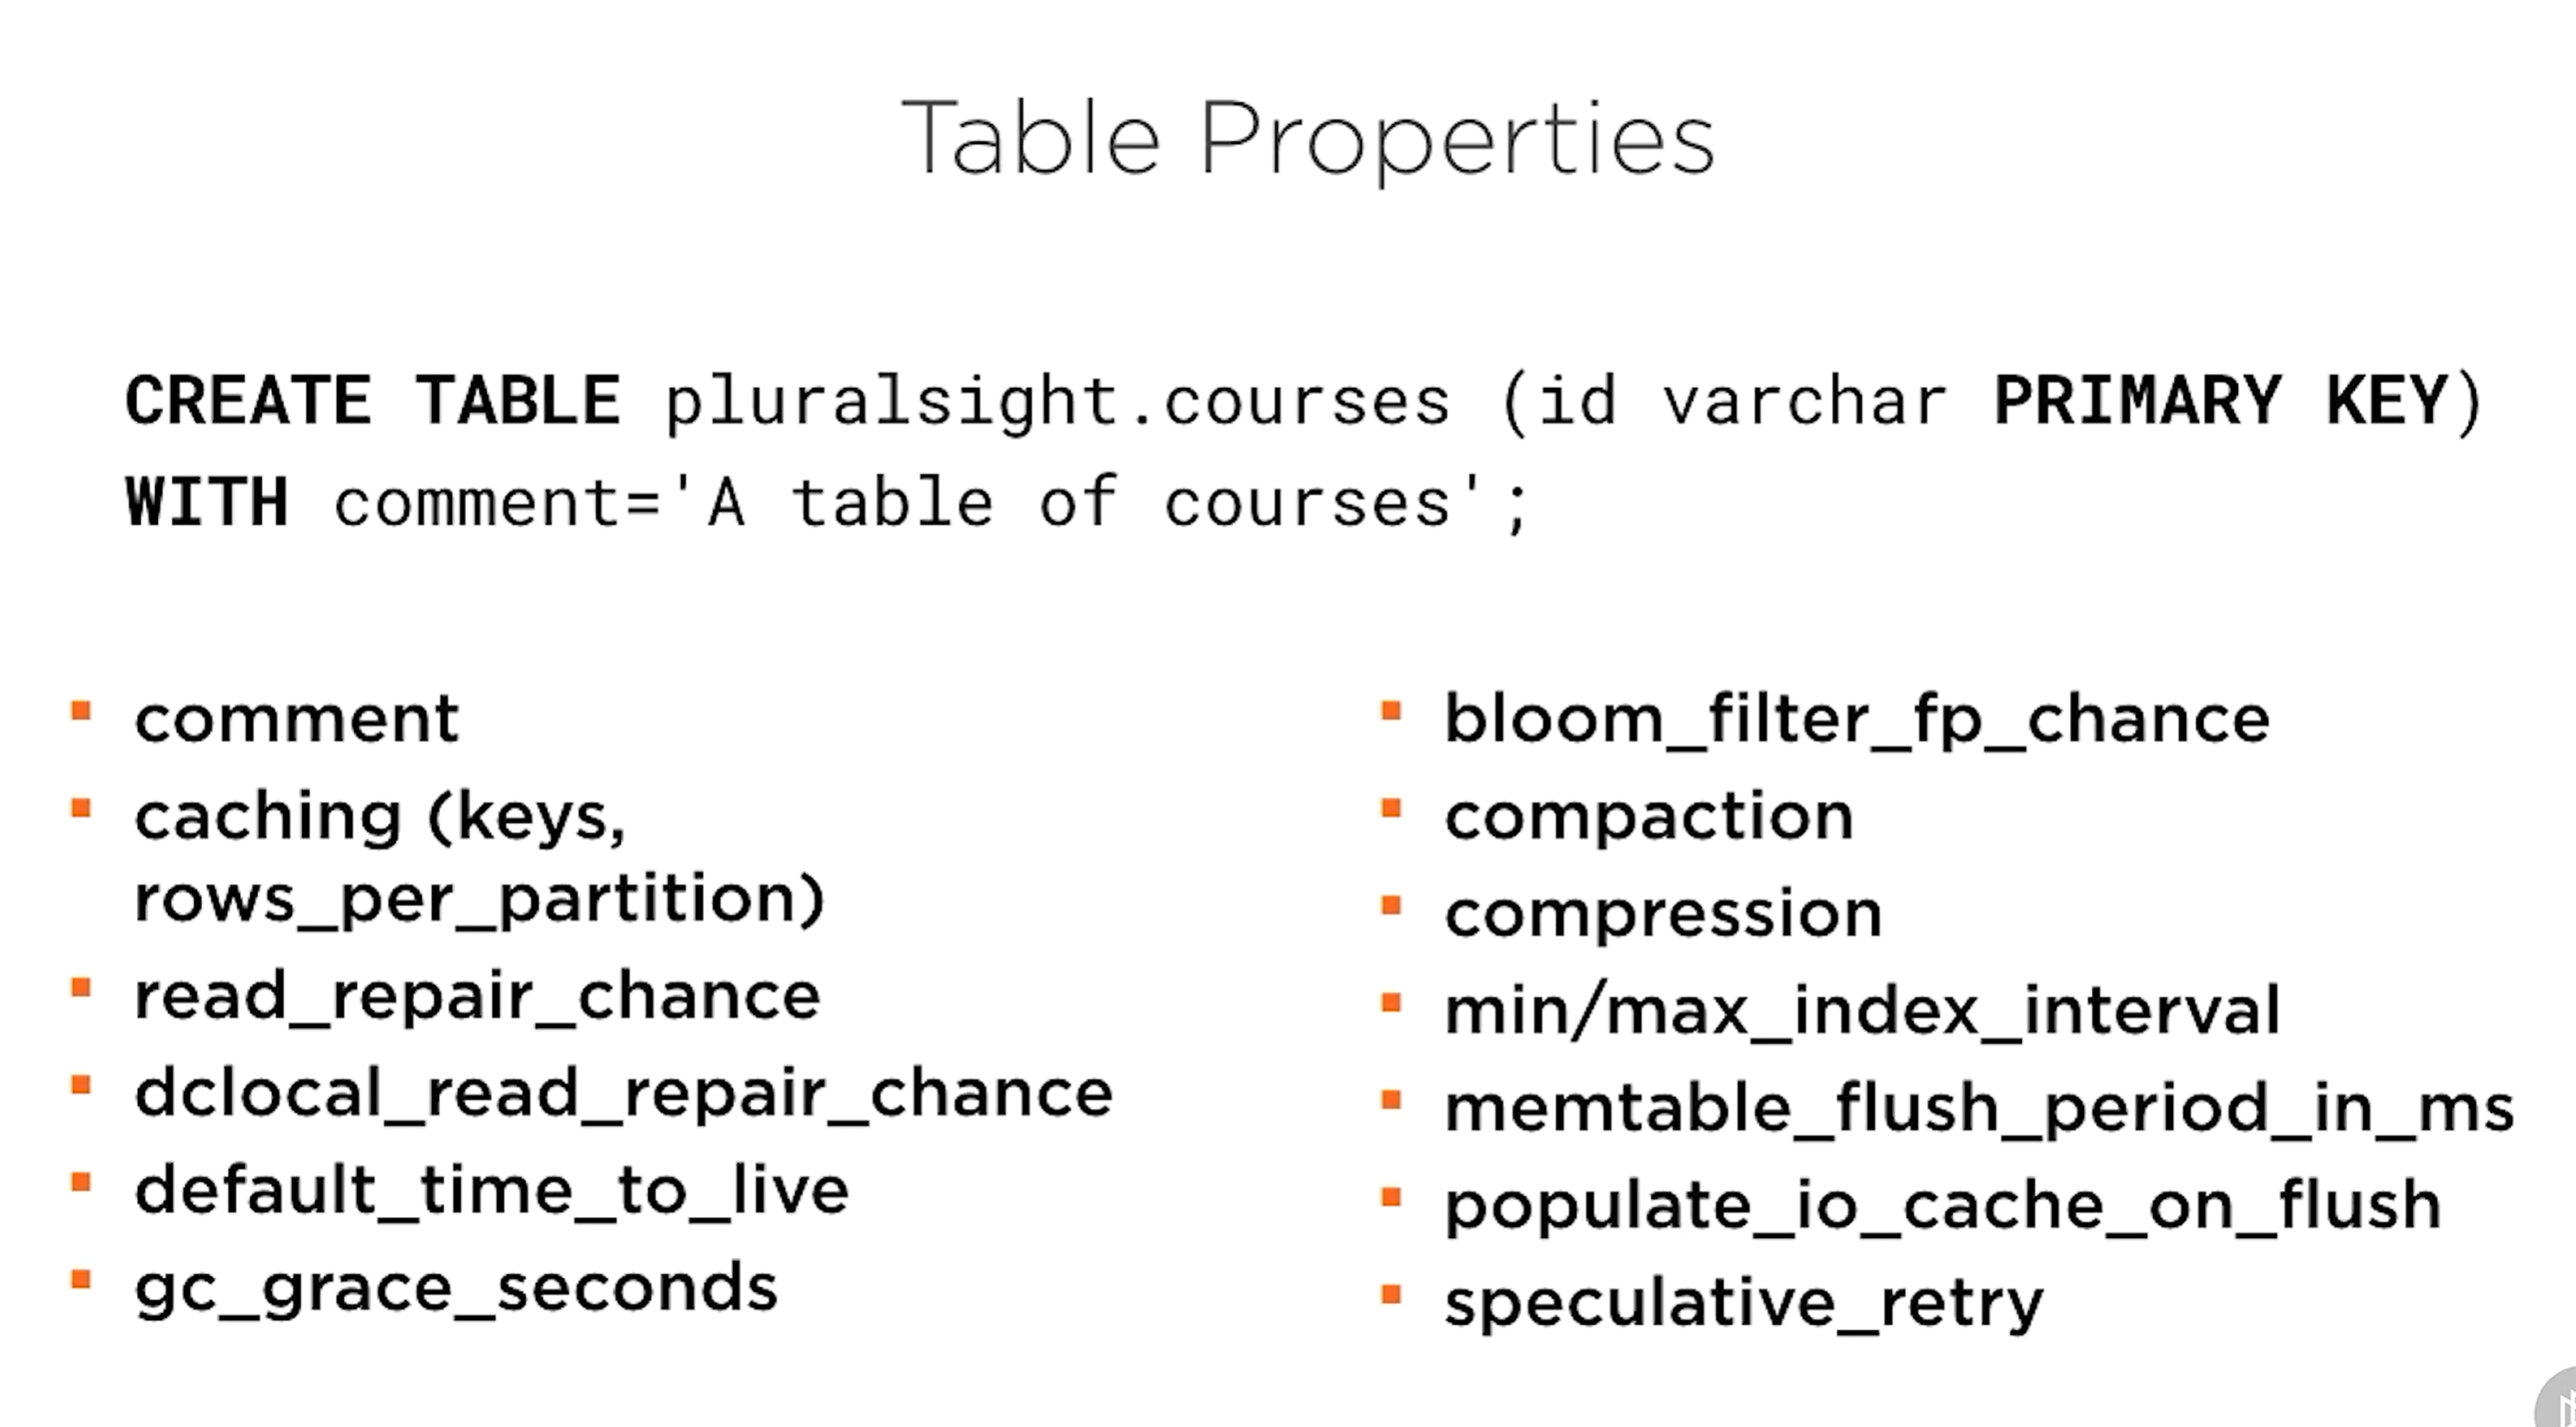 Table Properties
CREATE TABLE pluralsight.courses (id varchar PRIMARY KEY)
WITH comment='A table of courses';
comment
caching (keys,
rows_per_partition)
read_repair_chance
dclocal_read_repair_chance
default_time_to_live
gc_grace_seconds
bloom_filter_fp_chance
compaction
compression
min/max_index_interval
memtable_flush_period_in_ms
populate_io_cache_on_flush
speculative_retry